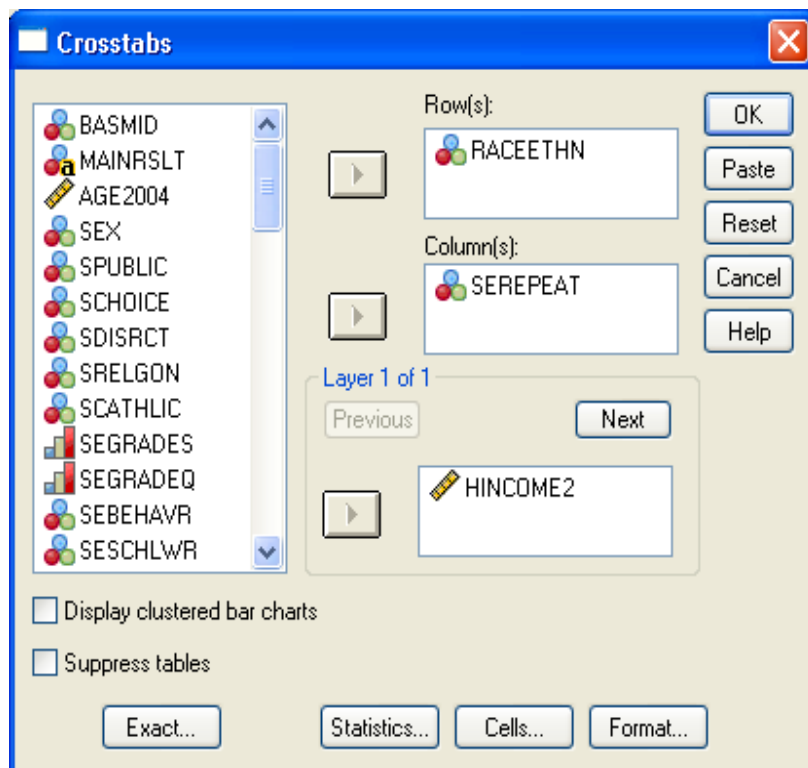 Crosstabs
BASMID
MAINRSLT
AGE2004
SEX
SPUBLIC
SCHOICE
SDISRCT
SRELGON
SCATHLIC
SEGRADES
SEGRADEQ
SEBEHAVR
SESCHLWR
Row(s):
RACEETHN
Column(s):
SEREPEAT
Layer 1 of 1
Previous
Next
HINCOME2
OK
Paste
Reset
Cancel
Help
Display clustered bar charts
Suppress tables
Exact...
Statistics...
Cells...
Format...